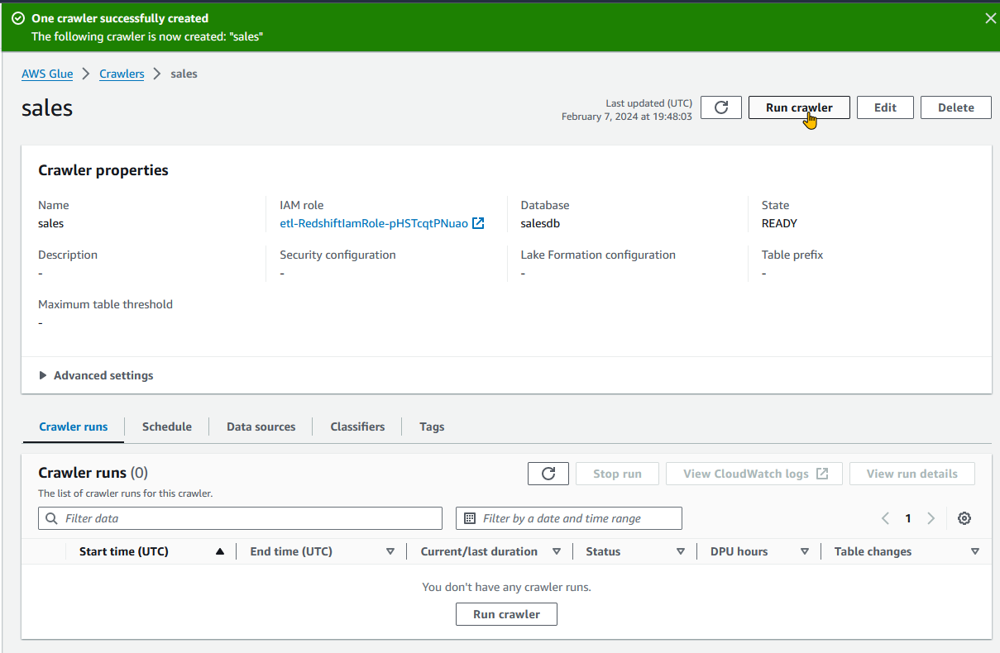 One crawler successfully created
The following crawler is now created: "sales"
AWS Glue > Crawlers > sales
sales
Last updated (UTC)
February 7, 2024 at 19:48:03
Run crawler
Edit
Delete
Crawler properties
Name
sales
IAM role
etl-RedshiftIamRole-pHSTcqtPNuao
Database
salesdb
State
READY
Description
-
Security configuration
-
Lake Formation configuration
-
Table prefix
-
Maximum table threshold
-
Advanced settings
Crawler runs
Schedule
Data sources
Classifiers
Tags
Crawler runs (0)
The list of crawler runs for this crawler.
Stop run
View CloudWatch logs
View run details
Filter data
Filter by a date and time range
1
Start time (UTC)
End time (UTC)
Current/last duration
Status
DPU hours
Table changes
You don't have any crawler runs.
Run crawler